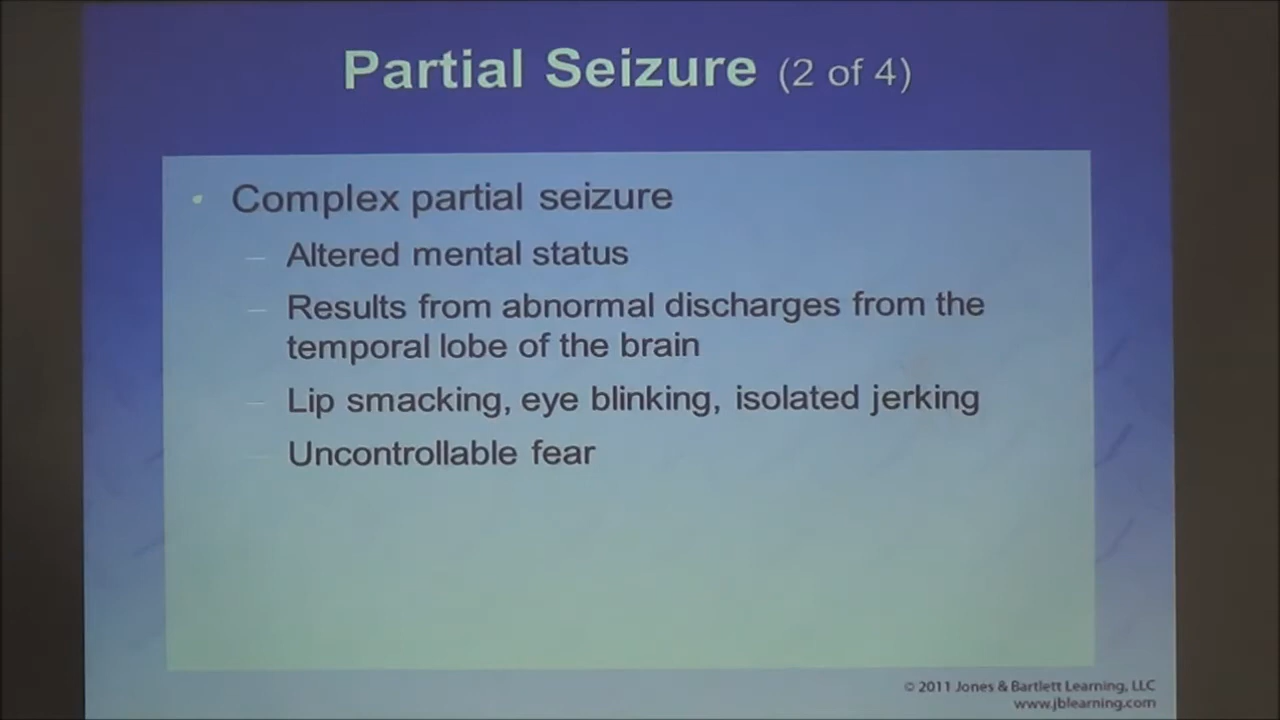 Partial Seizure (2 of 4)
• Complex partial seizure
– Altered mental status
– Results from abnormal discharges from the
temporal lobe of the brain
– Lip smacking, eye blinking, isolated jerking
– Uncontrollable fear
© 2011 Jones & Bartlett Learning, LLC
www.jblearning.com